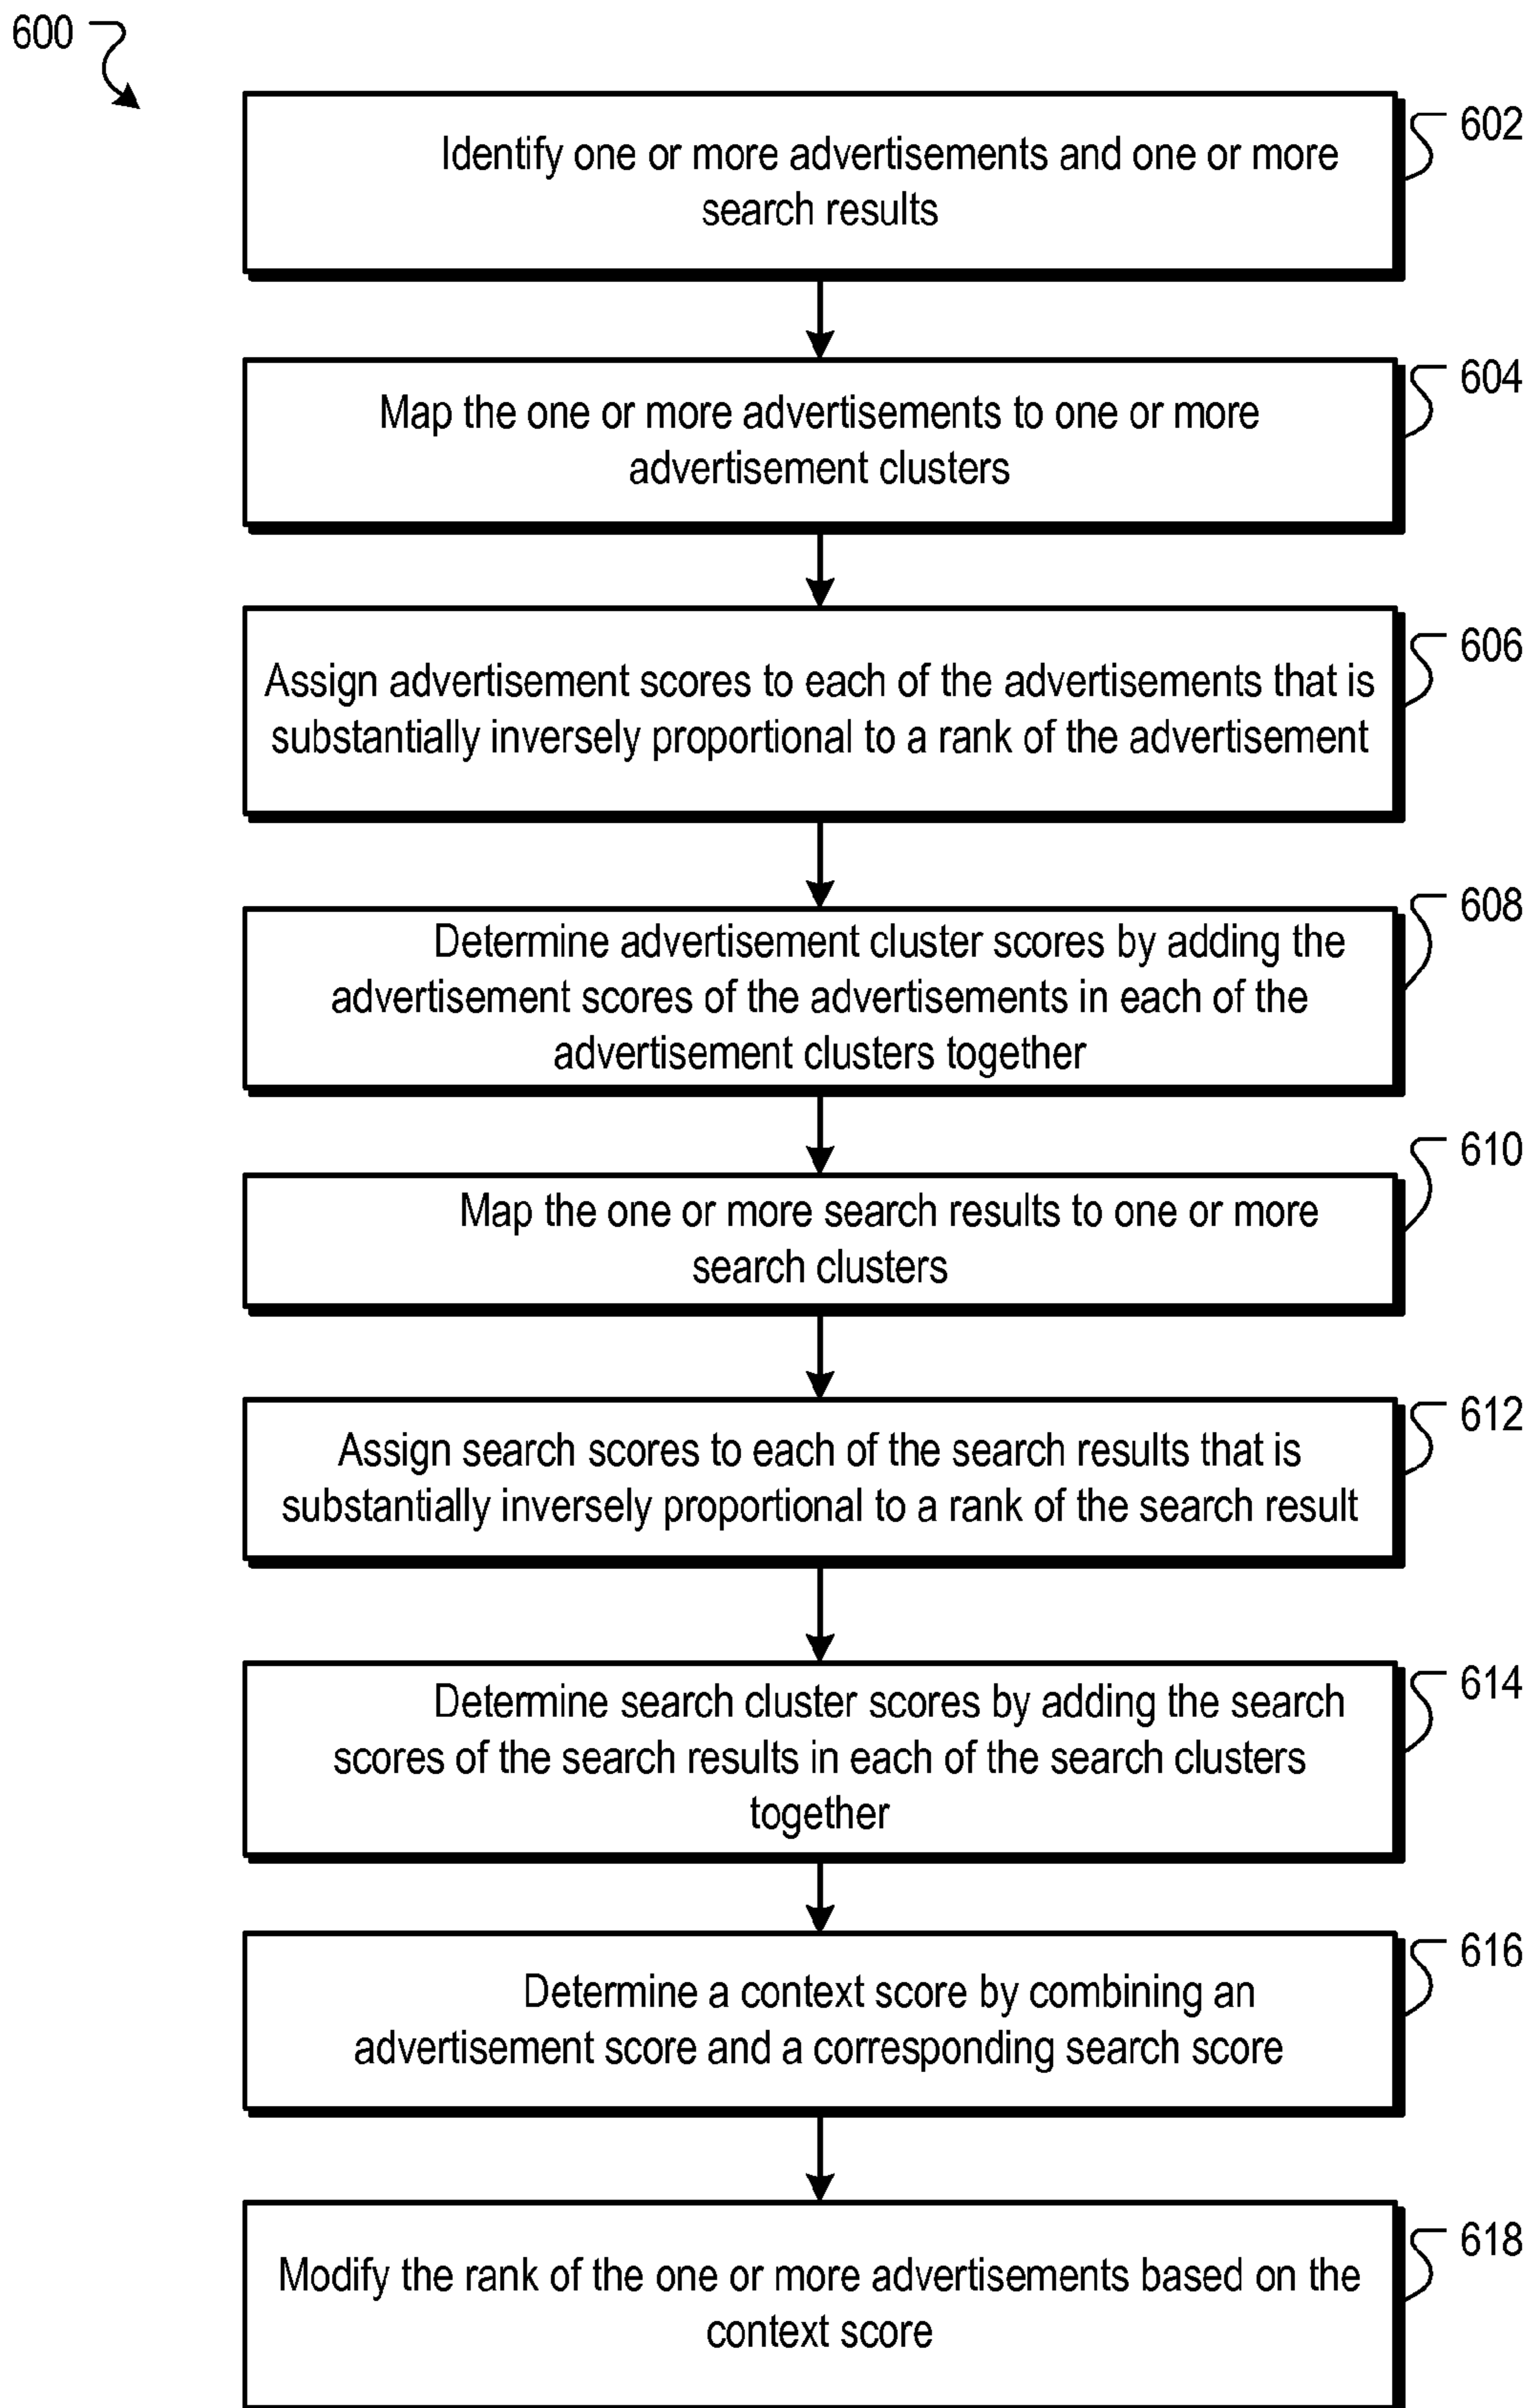 600
602
Identify one or more advertisements and one or more
search results
604
Map the one or more advertisements to one or more
advertisement clusters
606
Assign advertisement scores to each of the advertisements that is
substantially inversely proportional to a rank of the advertisement
608
Determine advertisement cluster scores by adding the
advertisement scores of the advertisements in each of the
advertisement clusters together
610
Map the one or more search results to one or more
search clusters
612
Assign search scores to each of the search results that is
substantially inversely proportional to a rank of the search result
614
Determine search cluster scores by adding the search
scores of the search results in each of the search clusters
together
616
Determine a context score by combining an
advertisement score and a corresponding search score
618
Modify the rank of the one or more advertisements based on the
context score